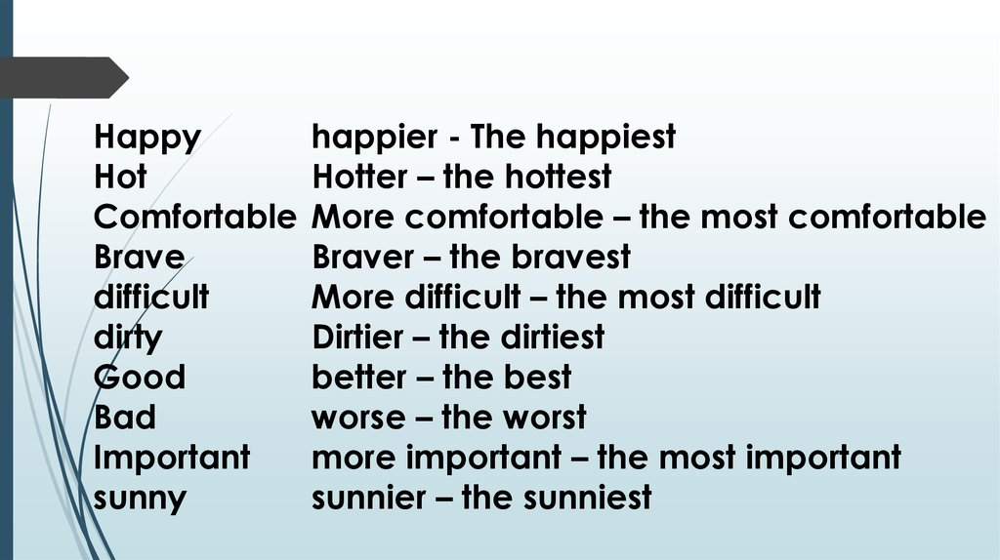 Happy happier - The happiest
Hot Hotter – the hottest
Comfortable More comfortable – the most comfortable
Brave Braver – the bravest
difficult More difficult – the most difficult
dirty Dirtier – the dirtiest
Good better – the best
Bad worse – the worst
Important more important – the most important
sunny sunnier – the sunniest